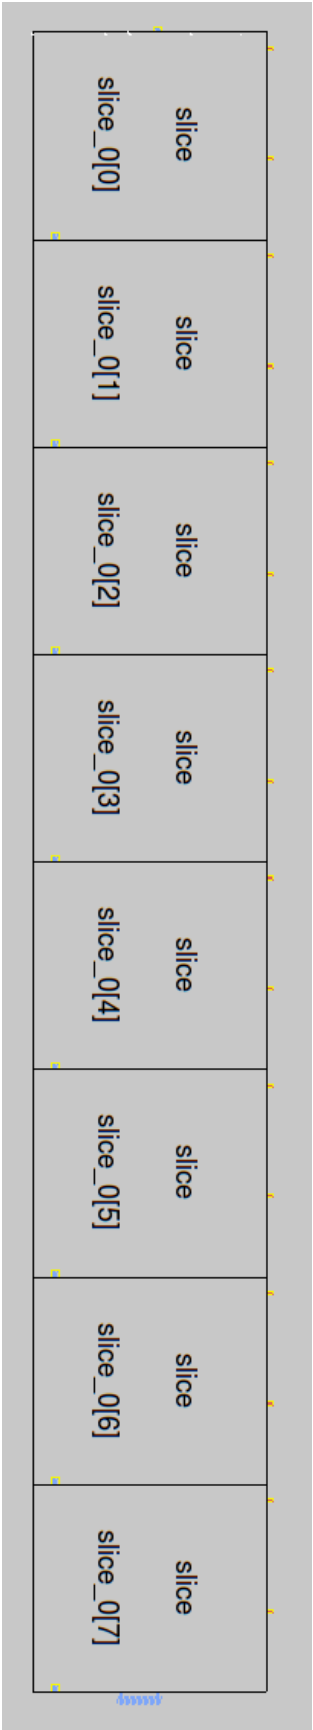 slice
slice_0[0]
slice
slice_0[1]
slice
slice_0[2]
slice
slice_0[3]
slice
slice_0[4]
slice
slice_0[5]
slice
slice_0[6]
slice
slice_0[7]